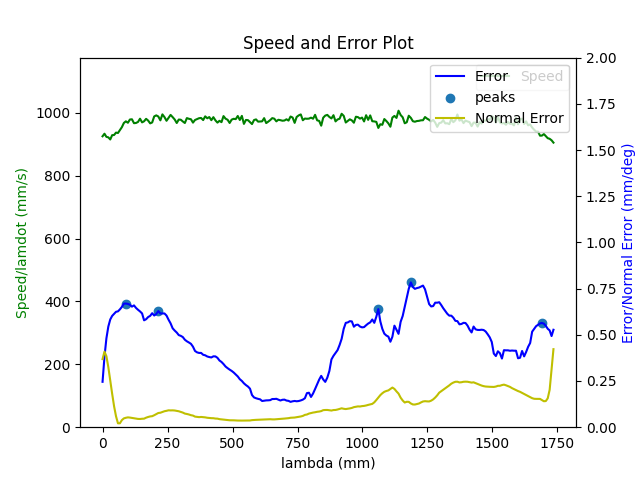 Speed and Error Plot
Speed/lamdot (mm/s)
1000
800
600
400
200
0
0
250
500
750
1000
1250
1500
1750
lambda (mm)
2.00
1.75
1.50
1.25
1.00
0.75
0.50
0.25
0.00
Error/Normal Error (mm/deg)
Speed
Error
peaks
Normal Error